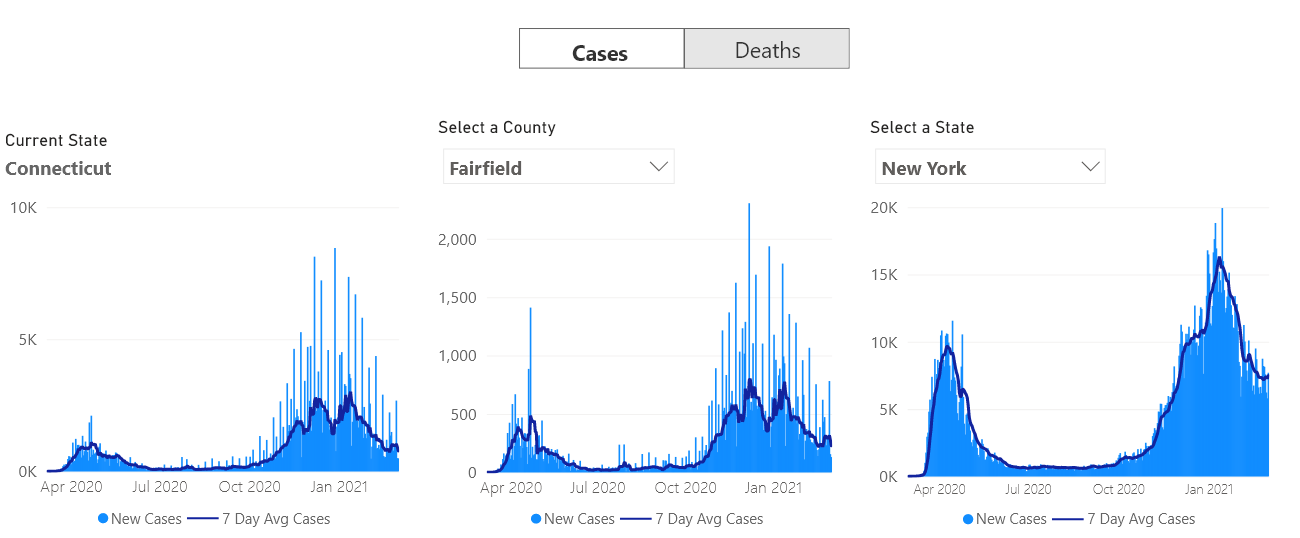 Cases Deaths
Current State
Connecticut
10K
5K
0K
Apr 2020 Jul 2020 Oct 2020 Jan 2021
New Cases 7 Day Avg Cases
Select a County
Fairfield
2,000
1,500
1,000
500
0
Apr 2020 Jul 2020 Oct 2020 Jan 2021
New Cases 7 Day Avg Cases
Select a State
New York
20K
15K
10K
5K
0K
Apr 2020 Jul 2020 Oct 2020 Jan 2021
New Cases 7 Day Avg Cases